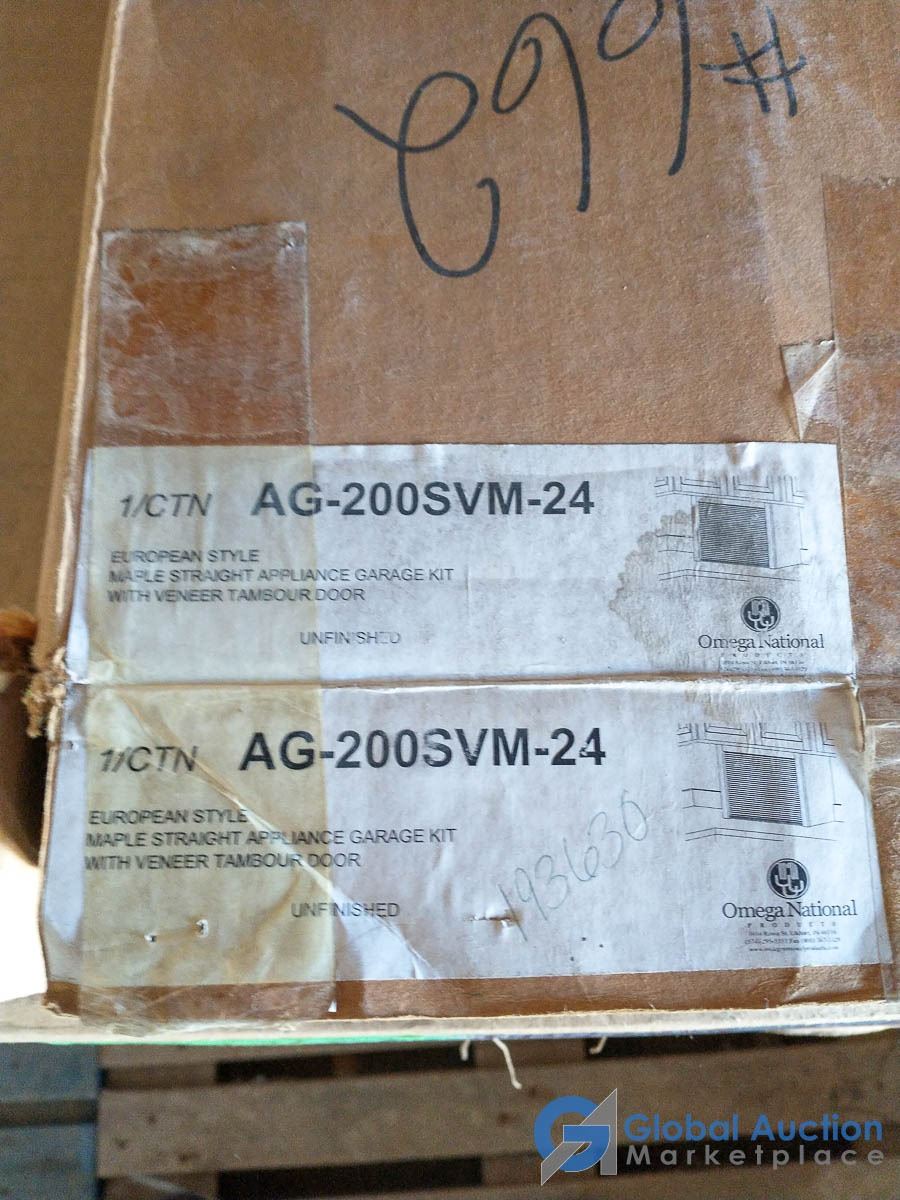 1/CTN AG-200SVM-24
EUROPEAN STYLE
MAPLE STRAIGHT APPLIANCE GARAGE KIT
WITH VENEER TAMBOUR DOOR
UNFINISHED
Omega National
PRODUCTS
1/CTN AG-200SVM-24
EUROPEAN STYLE
MAPLE STRAIGHT APPLIANCE GARAGE KIT
WITH VENEER TAMBOUR DOOR
UNFINISHED
193630
Omega National
PRODUCTS
Global Auction
Marketplace